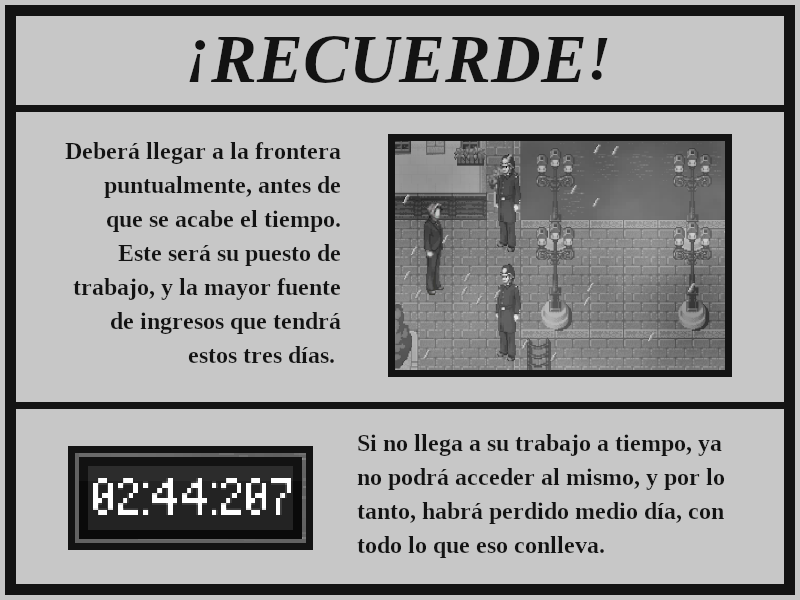 ¡RECUERDE!
Deberá llegar a la frontera
puntualmente, antes de
que se acabe el tiempo.
Este será su puesto de
trabajo, y la mayor fuente
de ingresos que tendrá
estos tres días.
02:44:207
Si no llega a su trabajo a tiempo, ya
no podrá acceder al mismo, y por lo
tanto, habrá perdido medio día, con
todo lo que eso conlleva.